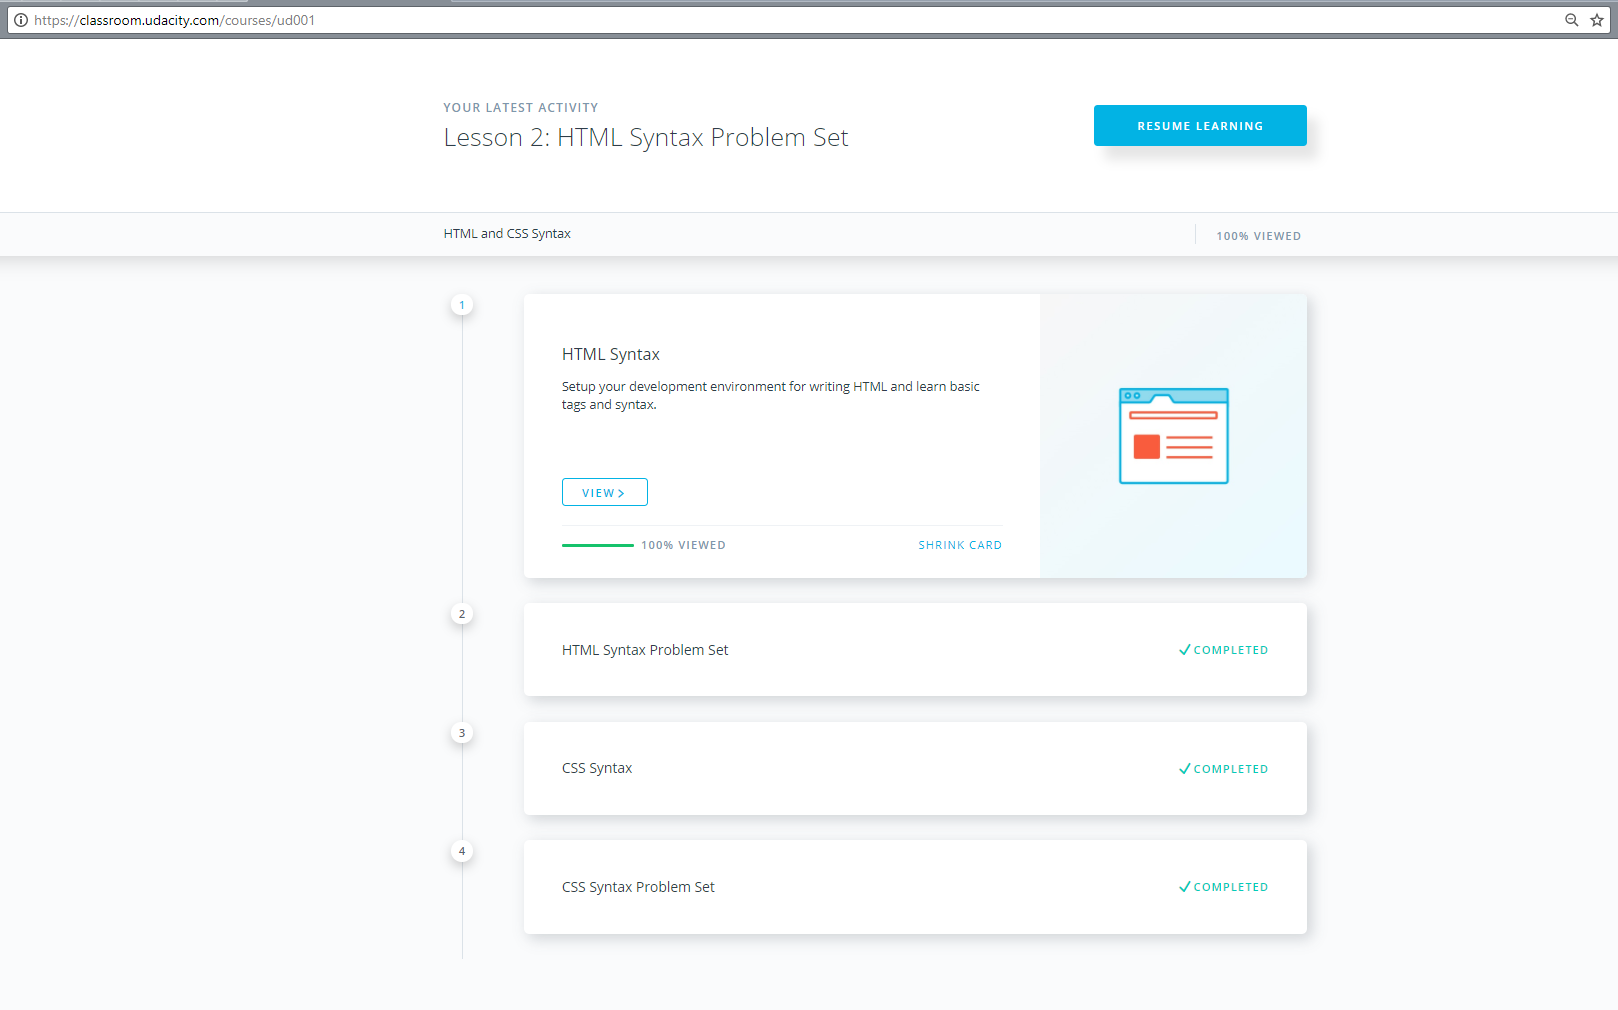 https://classroom.udacity.com/courses/ud001
YOUR LATEST ACTIVITY
Lesson 2: HTML Syntax Problem Set
RESUME LEARNING
HTML and CSS Syntax
100% VIEWED
1
HTML Syntax
Setup your development environment for writing HTML and learn basic
tags and syntax.
VIEW
100% VIEWED
SHRINK CARD
2
HTML Syntax Problem Set
COMPLETED
3
CSS Syntax
COMPLETED
4
CSS Syntax Problem Set
COMPLETED